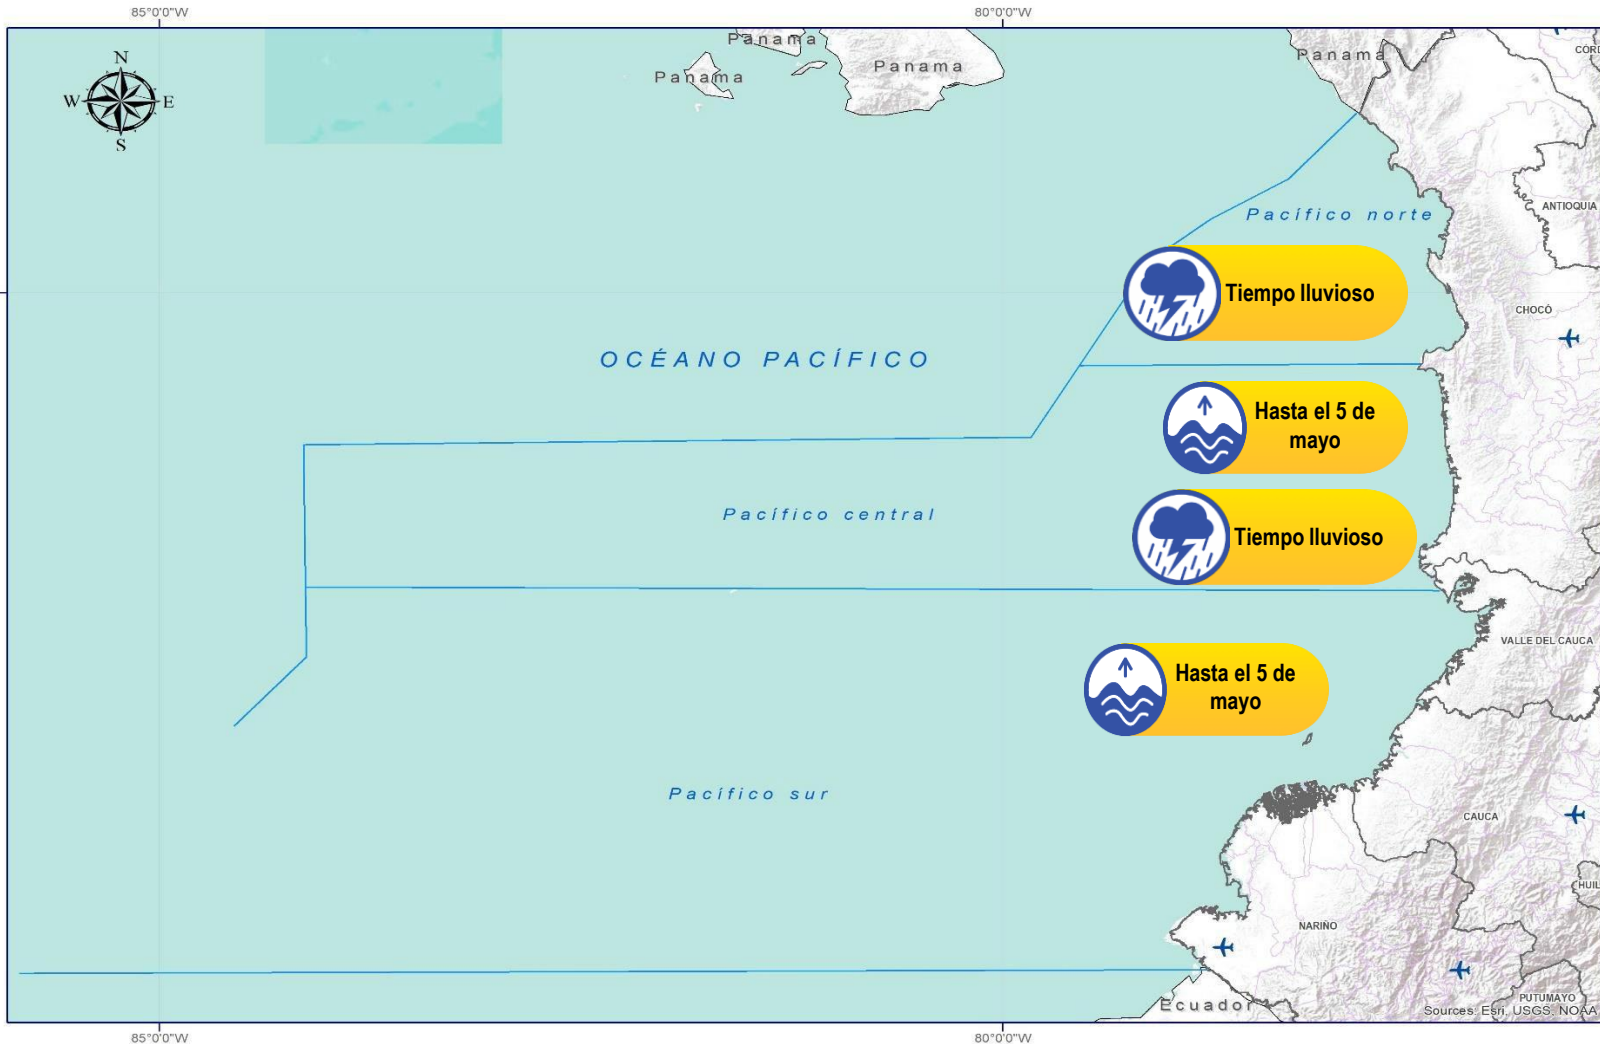 85°0'0"W
80°0'0"W
N
W
E
S
Panama
Panama
Panama
Panama
CÓRD
ANTIOQUIA
Pacífico norte
Tiempo lluvioso
CHOCÓ
OCÉANO PACÍFICO
Hasta el 5 de
mayo
Pacífico central
Tiempo lluvioso
VALLE DEL CAUCA
Hasta el 5 de
mayo
Pacífico sur
CAUCA
HUIL
NARIÑO
PUTUMAYO
Ecuador
Sources: Esri, USGS, NOAA
85°0'0"W
80°0'0"W